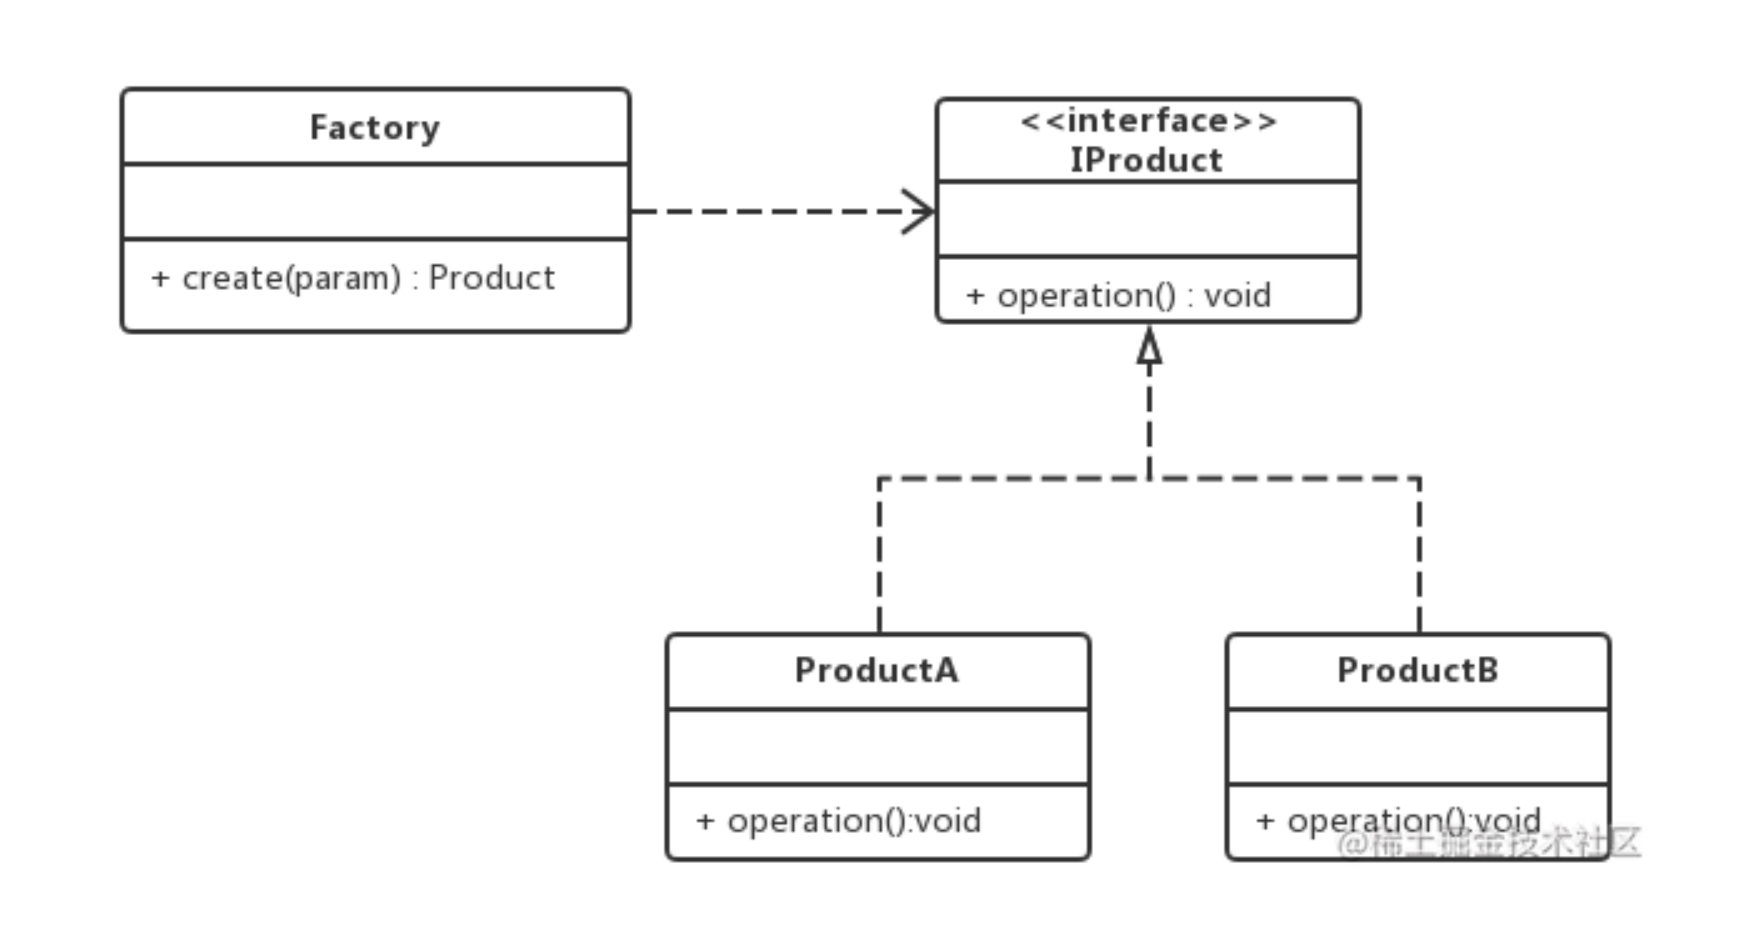 Factory
+ create(param) : Product
<<interface>>
IProduct
+ operation() : void
ProductA
+ operation():void
ProductB
+ operation():void
@稀土掘金技术社区